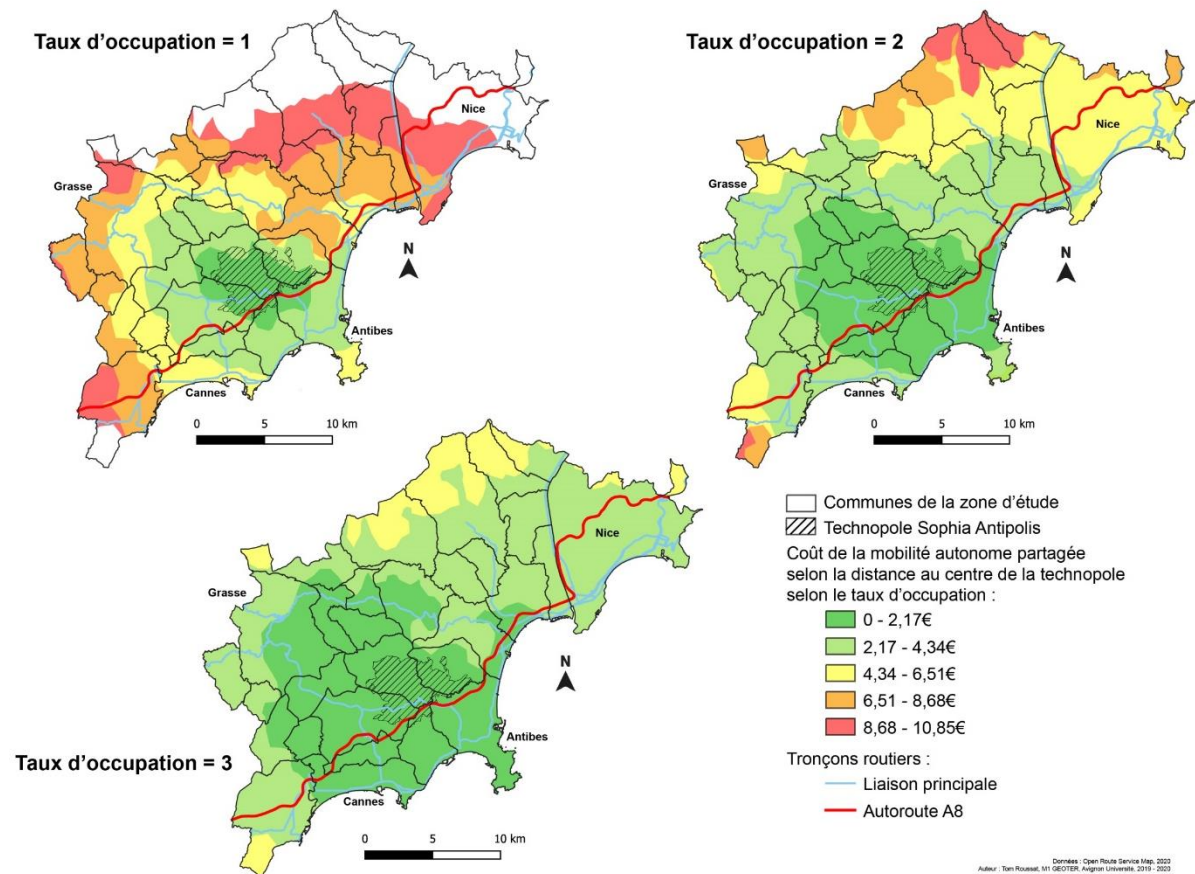 Taux d'occupation = 1
Nice
Grasse
N
Antibes
Cannes
0 5 10 km
Taux d'occupation = 2
Nice
Grasse
N
Antibes
Cannes
0 5 10 km
Taux d'occupation = 3
Nice
Grasse
N
Antibes
Cannes
0 5 10 km
Communes de la zone d'étude
Technopole Sophia Antipolis
Coût de la mobilité autonome partagée
selon la distance au centre de la technopole
selon le taux d'occupation :
0 - 2,17€
2,17 - 4,34€
4,34 - 6,51€
6,51 - 8,68€
8,68 - 10,85€
Tronçons routiers :
Liaison principale
Autoroute A8
Données : Open Route Service Map, 2020
Auteur : Tom Roussat, M1 GEOTER, Avignon Université, 2019 - 2020